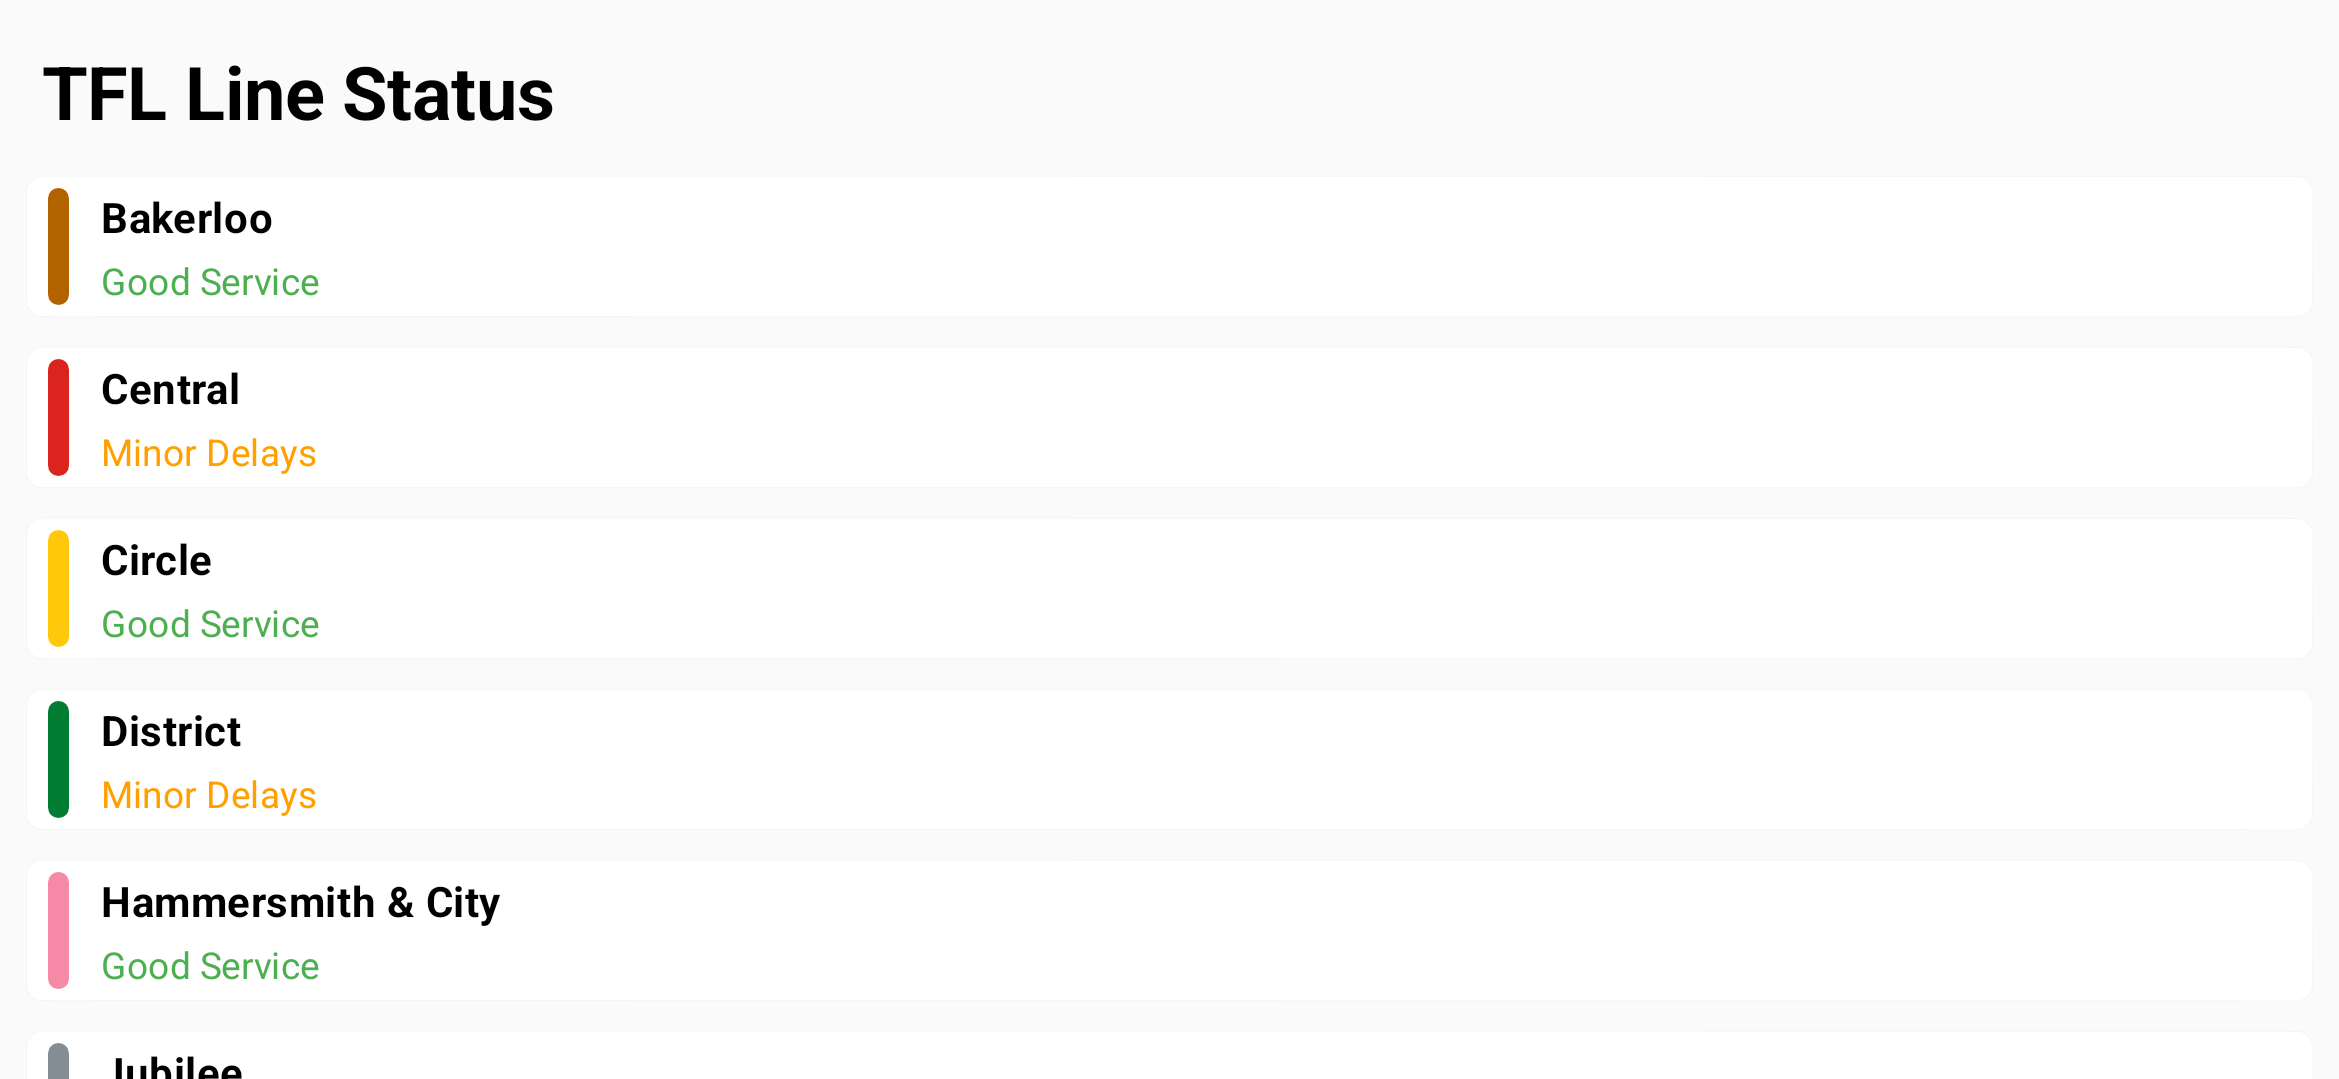 TFL Line Status
Bakerloo
Good Service
Central
Minor Delays
Circle
Good Service
District
Minor Delays
Hammersmith & City
Good Service
Jubilee